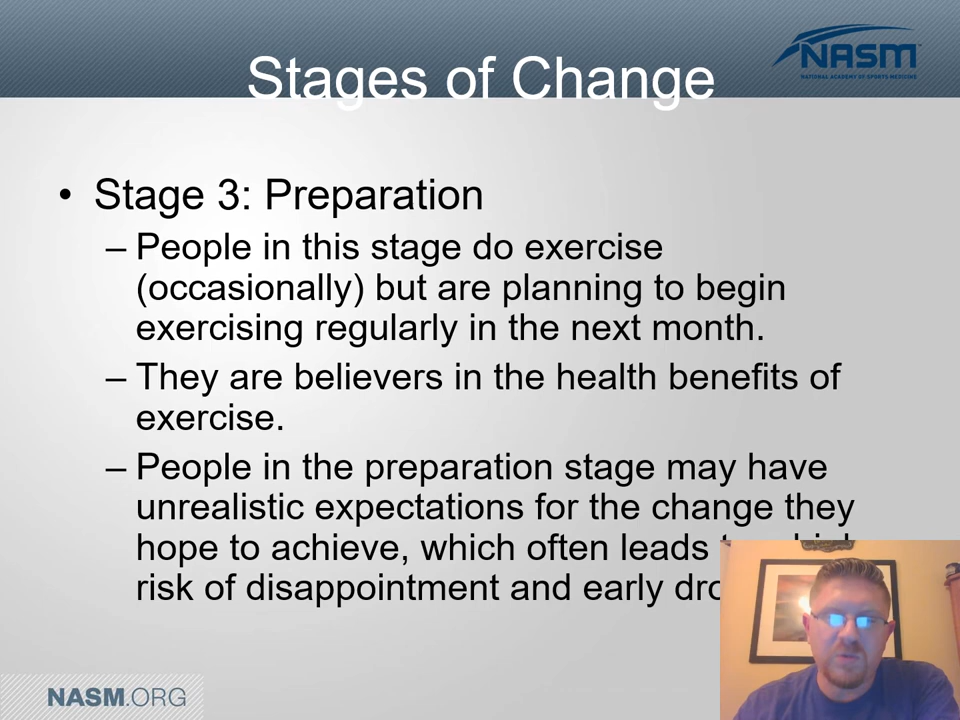 NASM
NATIONAL ACADEMY OF SPORTS MEDICINE
Stages of Change
• Stage 3: Preparation
– People in this stage do exercise
(occasionally) but are planning to begin
exercising regularly in the next month.
– They are believers in the health benefits of
exercise.
– People in the preparation stage may have
unrealistic expectations for the change they
hope to achieve, which often leads
risk of disappointment and early
NASM.ORG